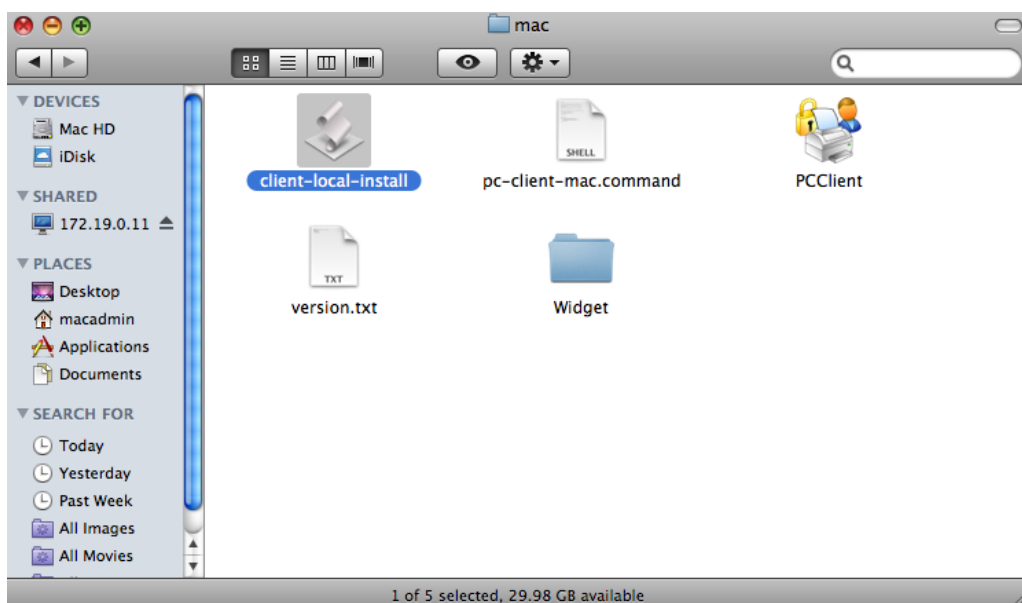 mac
DEVICES
Mac HD
iDisk
SHARED
172.19.0.11
PLACES
Desktop
macadmin
Applications
Documents
SEARCH FOR
Today
Yesterday
Past Week
All Images
All Movies
client-local-install
SHELL
pc-client-mac.command
PCClient
TXT
version.txt
Widget
1 of 5 selected, 29.98 GB available